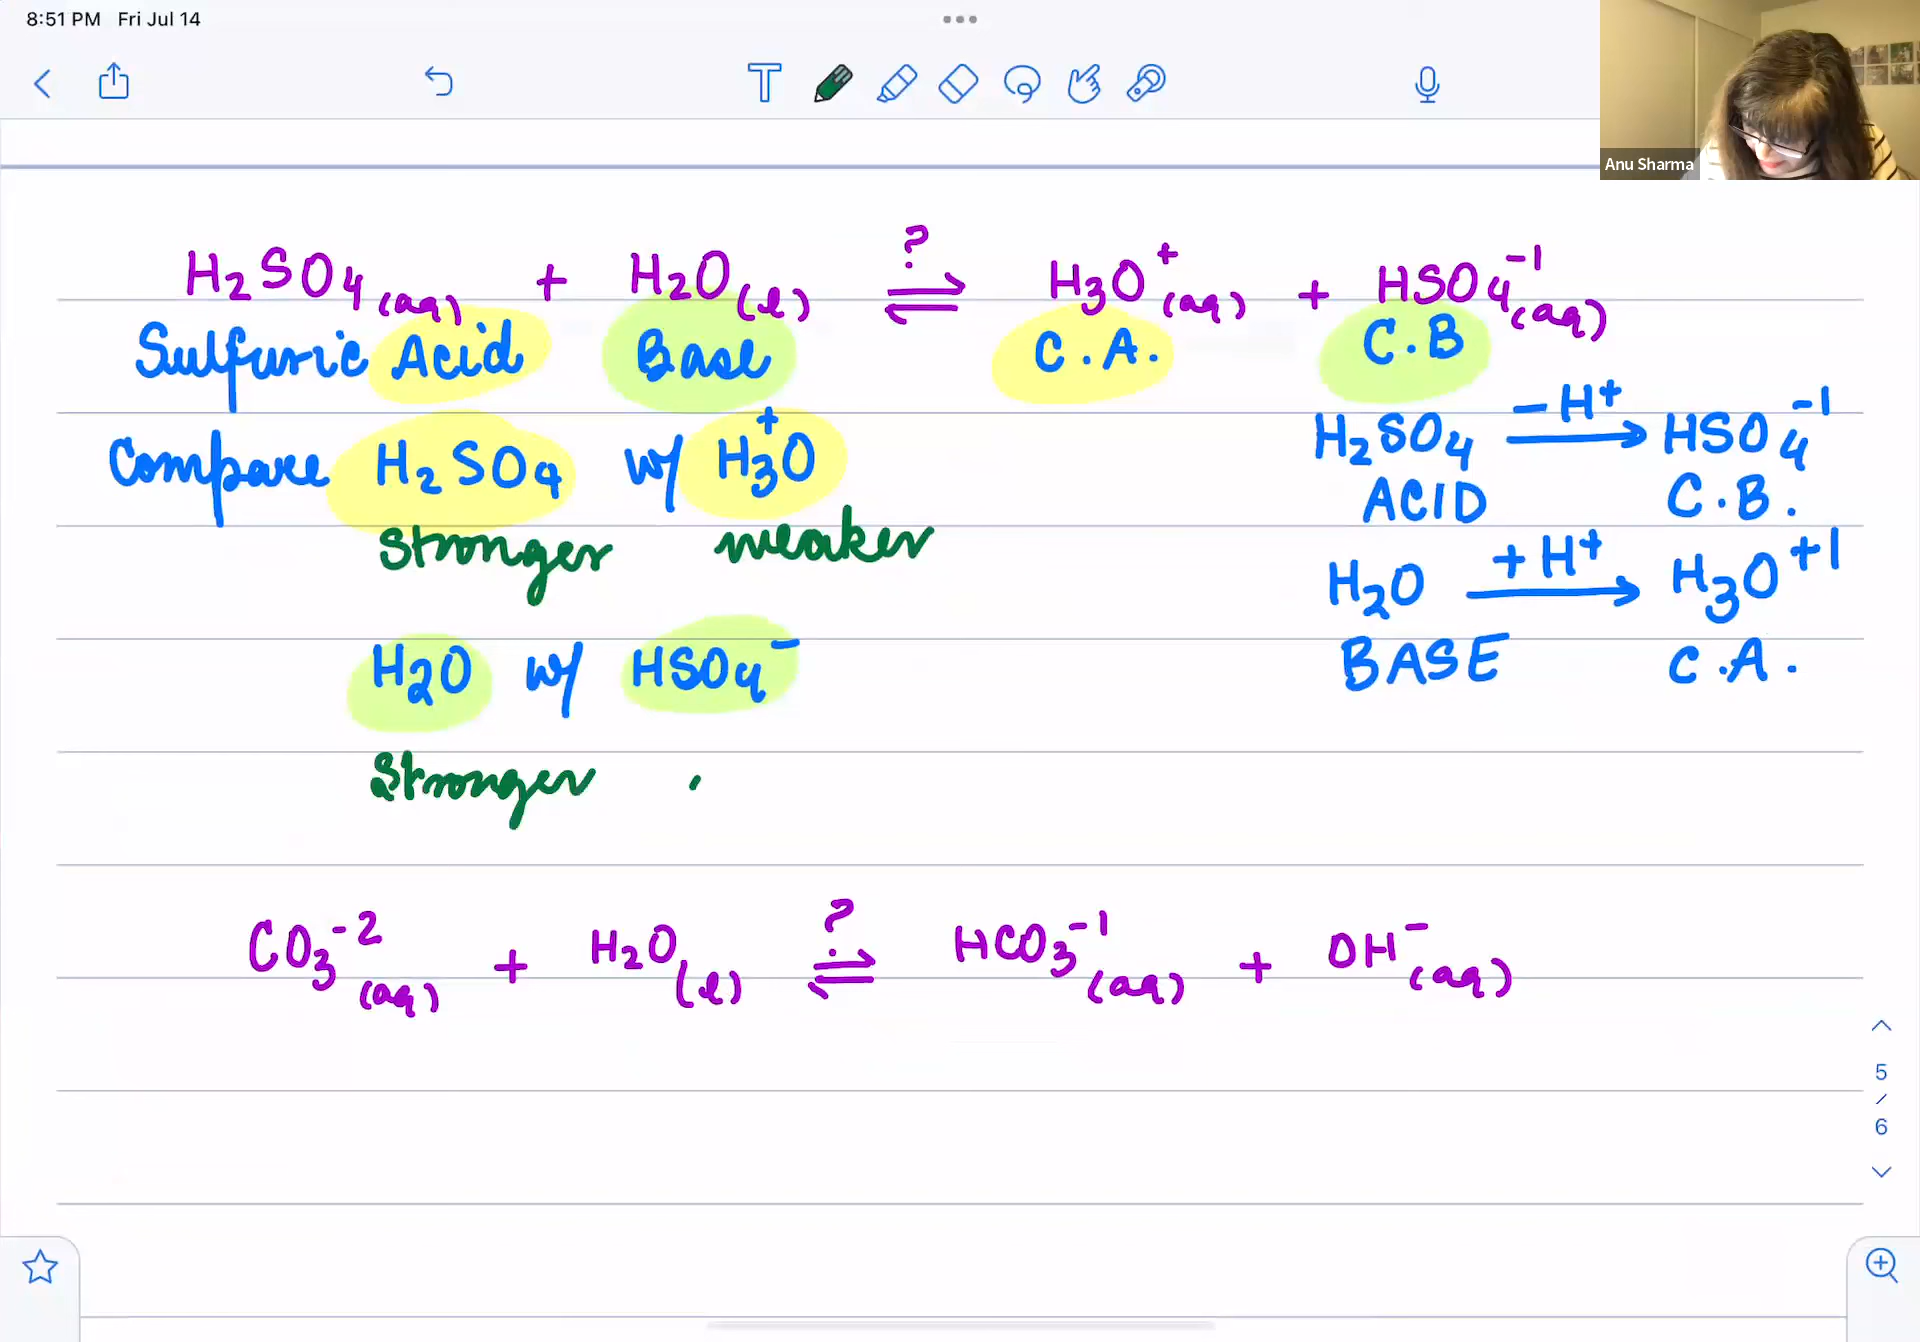 8:51 PM Fri Jul 14
T
Anu Sharma
H₂SO₄(aq) + H₂O(l) ?⇌ H₃O⁺(aq) + HSO₄⁻¹(aq)
Sulfuric Acid Base C.A. C.B
Compare H₂SO₄ w/ H₃⁺O
stronger weaker
H₂SO₄ −H⁺→ HSO₄⁻¹
ACID C.B.
H₂O +H⁺→ H₃O⁺¹
BASE C.A.
H₂O w/ HSO₄⁻
Stronger
CO₃⁻²(aq) + H₂O(l) ?⇌ HCO₃⁻¹(aq) + OH⁻(aq)
5
/
6